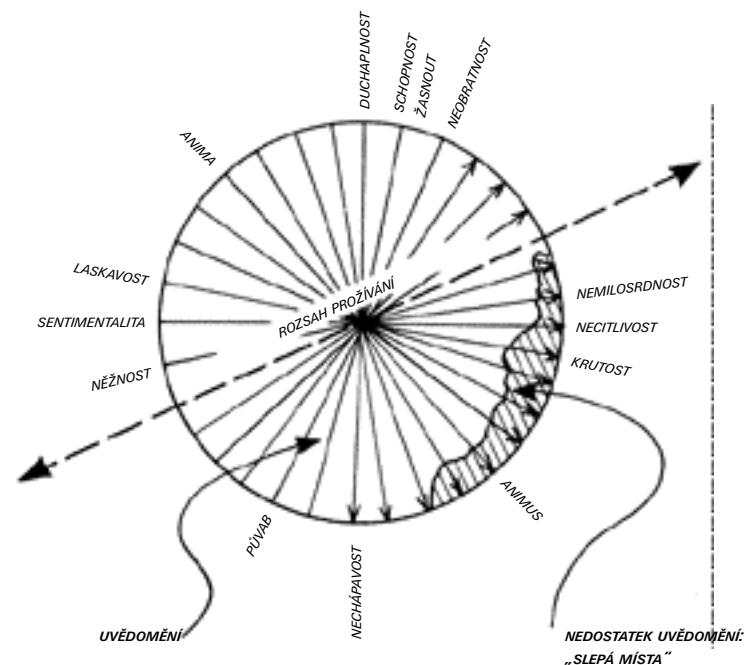 DUCHAPLNOST
SCHOPNOST
ŽASNOUT
NEOBRATNOST
ANIMA
LASKAVOST
ROZSAH PROŽÍVÁNÍ
NEMILOSRDNOST
SENTIMENTALITA
NECITLIVOST
NĚŽNOST
KRUTOST
ANIMUS
PŮVAB
NECHÁPAVOST
UVĚDOMĚNÍ
NEDOSTATEK UVĚDOMĚNÍ:
„SLEPÁ MÍSTA“